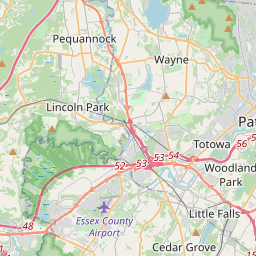 Pequannock
Wayne
Lincoln Park
Pat
Totowa
56
54
53
53
52
Woodland
Park
48
Essex County
Airport
Little Falls
Cedar Grove